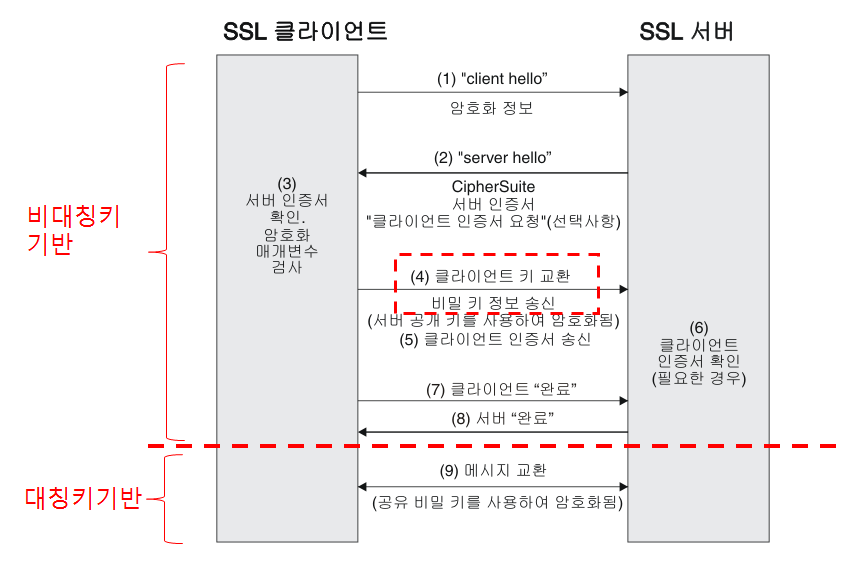 SSL 클라이언트
SSL 서버
(1) "client hello”
암호화 정보
(2) "server hello”
CipherSuite
서버 인증서
"클라이언트 인증서 요청"(선택사항)
(3)
서버 인증서
확인.
암호화
매개변수
검사
비대칭키
기반
(4) 클라이언트 키 교환
비밀 키 정보 송신
(서버 공개 키를 사용하여 암호화됨)
(5) 클라이언트 인증서 송신
(6)
클라이언트
인증서 확인
(필요한 경우)
(7) 클라이언트 “완료”
(8) 서버 “완료”
대칭키기반
(9) 메시지 교환
(공유 비밀 키를 사용하여 암호화됨)